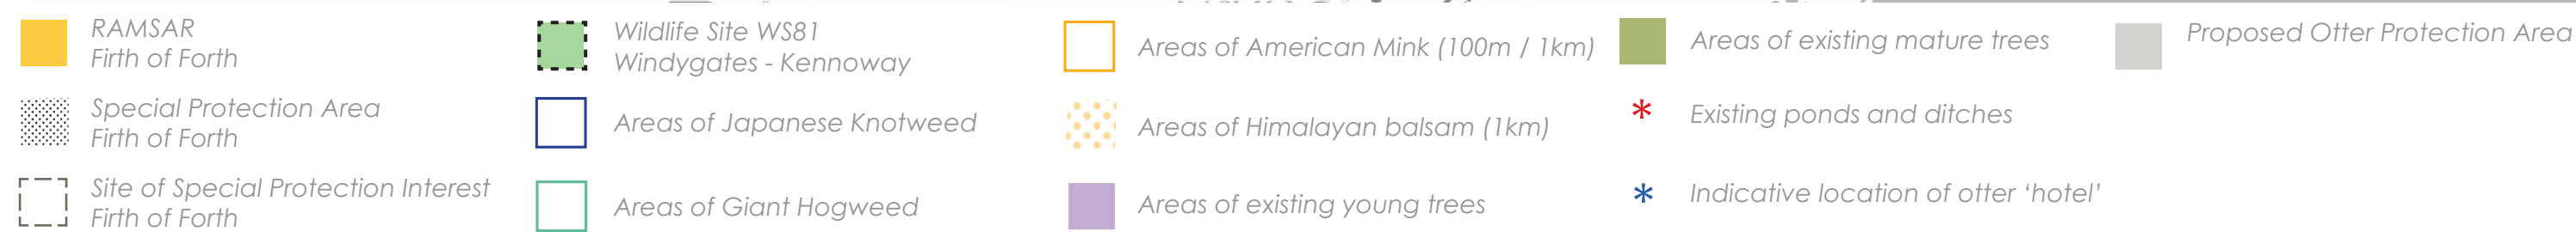 RAMSAR
Firth of Forth
Special Protection Area
Firth of Forth
Site of Special Protection Interest
Firth of Forth
Wildlife Site WS81
Windygates - Kennoway
Areas of Japanese Knotweed
Areas of Giant Hogweed
Areas of American Mink (100m / 1km)
Areas of Himalayan balsam (1km)
Areas of existing young trees
Areas of existing mature trees
* Existing ponds and ditches
* Indicative location of otter ‘hotel’
Proposed Otter Protection Area